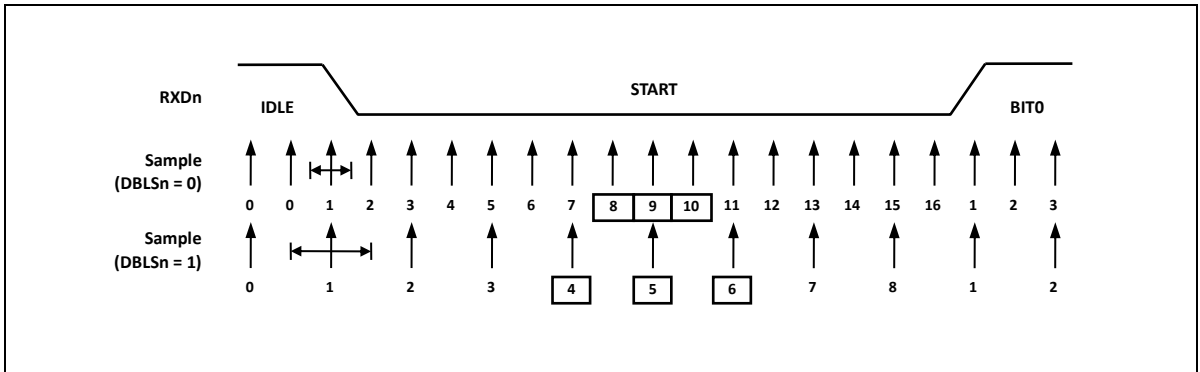 RXDn
IDLE
START
BIT0
Sample
(DBLSn = 0)
0 0 1 2 3 4 5 6 7 8 9 10 11 12 13 14 15 16 1 2 3
Sample
(DBLSn = 1)
0 1 2 3 4 5 6 7 8 1 2